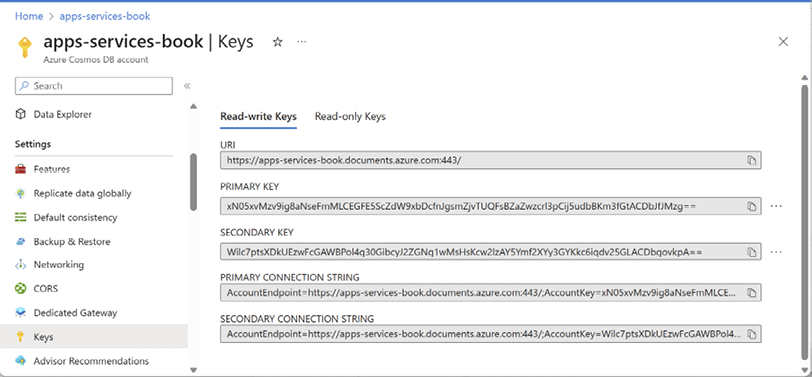 Home > apps-services-book
apps-services-book | Keys ☆ ...
Azure Cosmos DB account
Search
Data Explorer
Settings
Features
Replicate data globally
Default consistency
Backup & Restore
Networking
CORS
Dedicated Gateway
Keys
Advisor Recommendations
Read-write Keys Read-only Keys
URI
https://apps-services-book.documents.azure.com:443/
PRIMARY KEY
xN05xvMzv9ig8aNseFmMLCEGFE5ScZdW9xbDcfnJgsmZjvTUQFsBZaZwzcrl3pCij5udbBKm3fGtACDbJfJMzg==
SECONDARY KEY
Wilc7ptsXDkUEzwFcGAWBPol4q30GibcyJ2ZGNq1wMsHsKcw2lzAY5Ymf2XYy3GYKkc6iqdv25GLACDbqovkpA==
PRIMARY CONNECTION STRING
AccountEndpoint=https://apps-services-book.documents.azure.com:443/;AccountKey=xN05xvMzv9ig8aNseFmMLCE...
SECONDARY CONNECTION STRING
AccountEndpoint=https://apps-services-book.documents.azure.com:443/;AccountKey=Wilc7ptsXDkUEzwFcGAWBPol4...